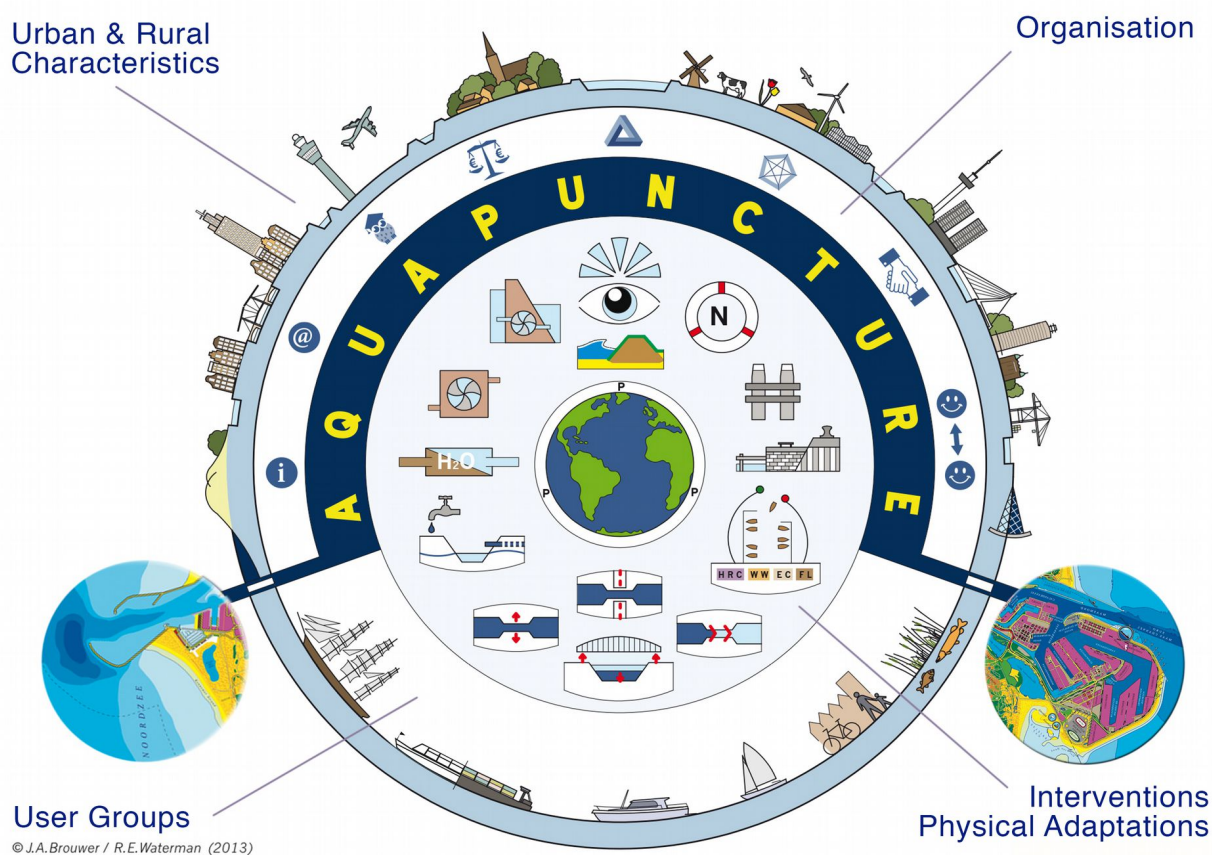 Urban & Rural
Characteristics
Organisation
AQUAPUNCTURE
€ €
@
i
N
H₂O
P
P
P
HRC WW EC FL
NOORDZEE
User Groups
Interventions
Physical Adaptations
© J.A.Brouwer / R.E.Waterman (2013)